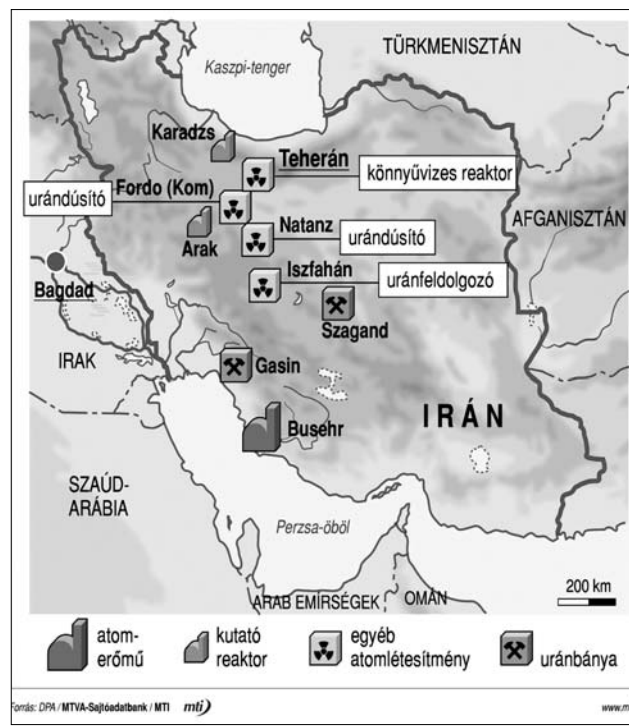 TÜRKMENISZTÁN
Kaszpi-tenger
Karadzs
Teherán
könnyűvizes reaktor
urándúsító
Fordo (Kom)
Arak
Natanz
urándúsító
AFGANISZTÁN
Iszfahán
uránfeldolgozó
Bagdad
Szagand
IRAK
Gasin
IRÁN
Busehr
SZAÚD-
ARÁBIA
Perzsa-öböl
ARAB EMÍRSÉGEK
OMÁN
200 km
atom-
erőmű
kutató
reaktor
egyéb
atomlétesítmény
uránbánya
Forrás: DPA / MTVA-Sajtóadatbank / MTI
mti
www.m